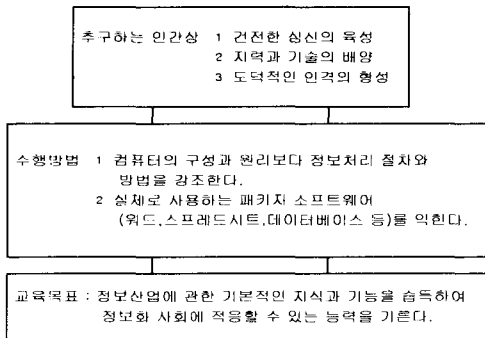 추구하는 인간상 1 건전한 심신의 육성
2 지력과 기술의 배양
3 도덕적인 인격의 형성
수행방법 1 컴퓨터의 구성과 원리보다 정보처리 절차와
방법을 강조한다.
2 실제로 사용하는 패키지 소프트웨어
(워드,스프레드시트,데이터베이스 등)를 익힌다.
교육목표 : 정보산업에 관한 기본적인 지식과 기능을 습득하여
정보화 사회에 적응할 수 있는 능력을 기른다.